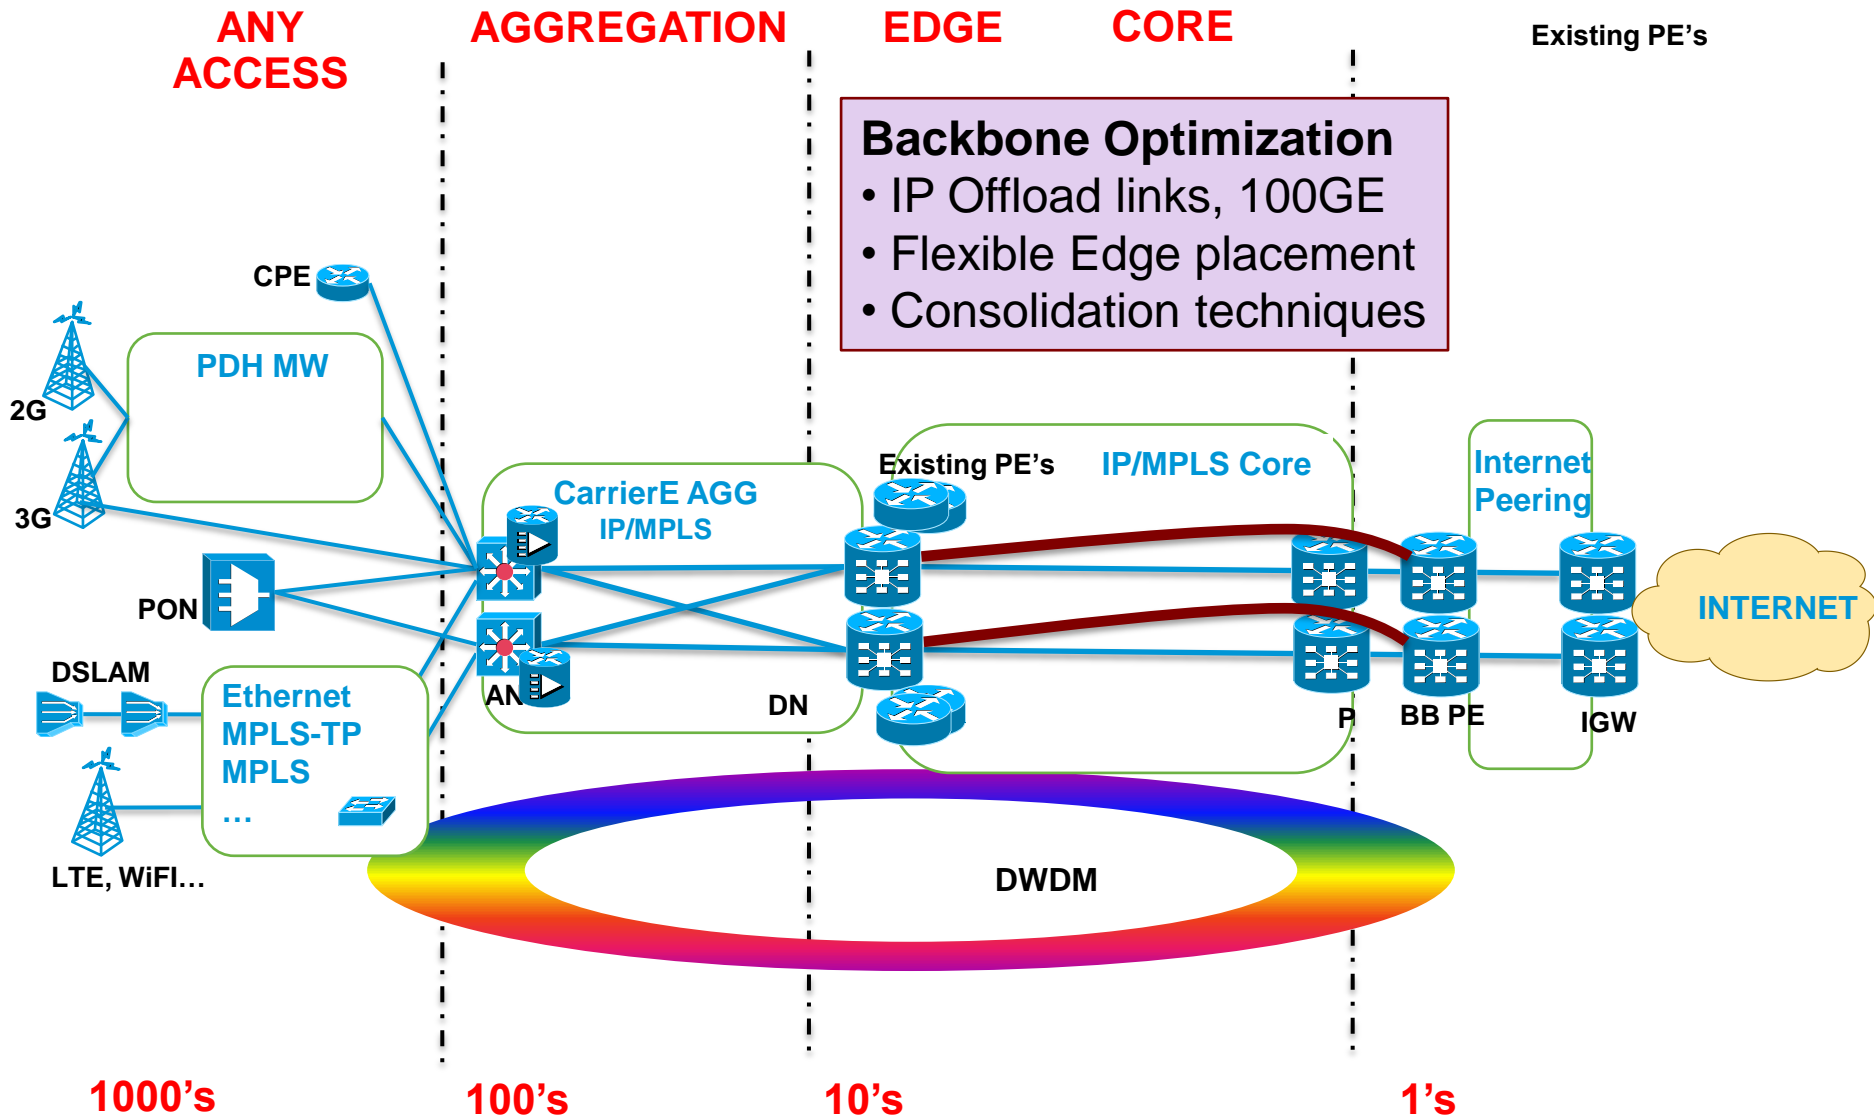 ANY
ACCESS
AGGREGATION
EDGE
CORE
Existing PE's
Backbone Optimization
• IP Offload links, 100GE
• Flexible Edge placement
• Consolidation techniques
CPE
PDH MW
2G
3G
Existing PE's
IP/MPLS Core
Internet
Peering
CarrierE AGG
IP/MPLS
PON
INTERNET
DSLAM
Ethernet
MPLS-TP
MPLS
…
AN
DN
P
BB PE
IGW
LTE, WiFI…
DWDM
1000’s
100’s
10’s
1’s